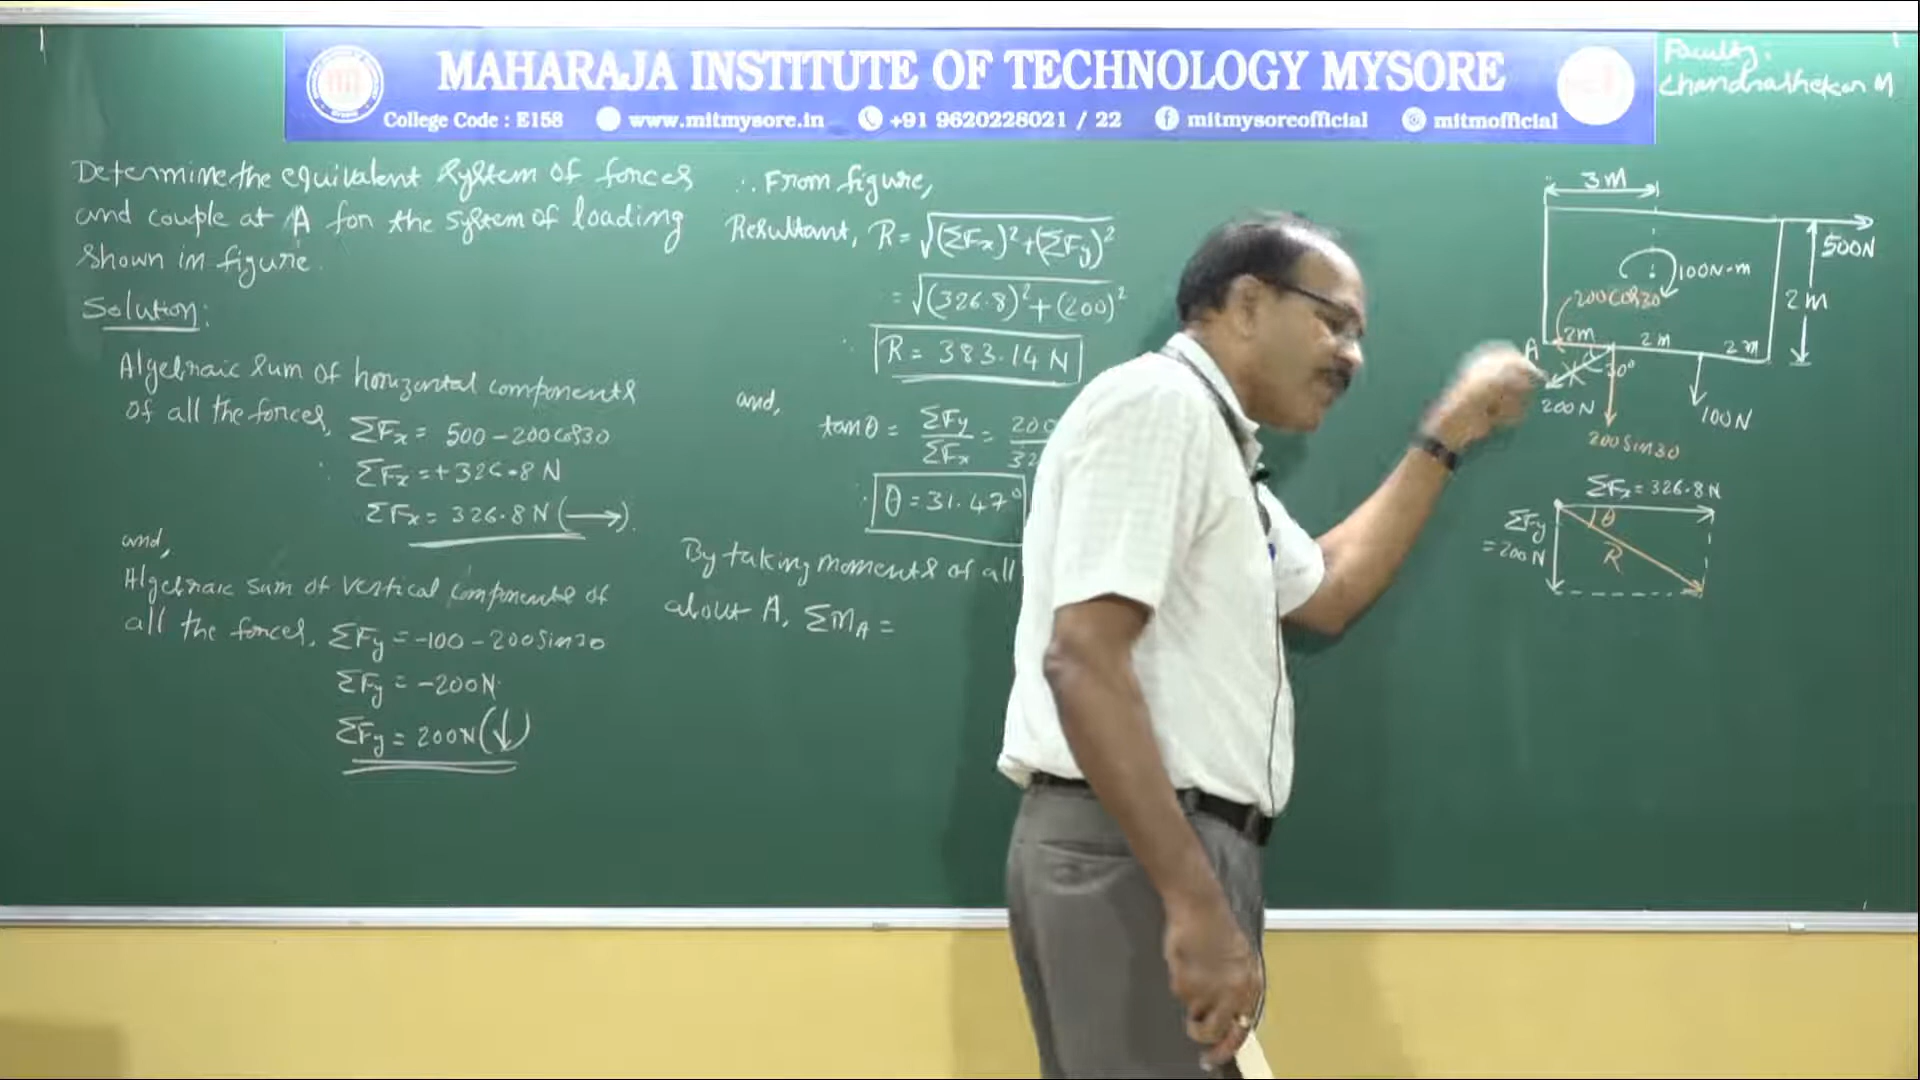 MAHARAJA INSTITUTE OF TECHNOLOGY MYSORE
College Code : E158 www.mitmysore.in +91 9620228021 / 22 mitmysoreofficial mitmofficial
Faculty:
Chandrashekar M
Determine the equivalent system of forces
and couple at A for the system of loading
shown in figure.
Solution:
Algebraic sum of horizontal components
of all the forces, ΣFx = 500 - 200cos30
∴ ΣFx = +326.8 N
ΣFx = 326.8 N (→).
and,
Algebraic sum of vertical components of
all the forces, ΣFy = -100 - 200sin30
ΣFy = -200N.
ΣFy = 200N (↓)
∴ From figure,
Resultant, R = √(ΣFx)²+(ΣFy)²
= √(326.8)²+(200)²
∴ R = 383.14 N
and,
tanθ = ΣFy/ΣFx = 200/32
∴ θ = 31.47°
By taking moments of all
about A, ΣMA =
3m
500N
100N-m
2m
200cos30
A
2m 2m 2m
30°
200N
100N
200sin30
ΣFx = 326.8 N
ΣFy
= 200N
θ
R